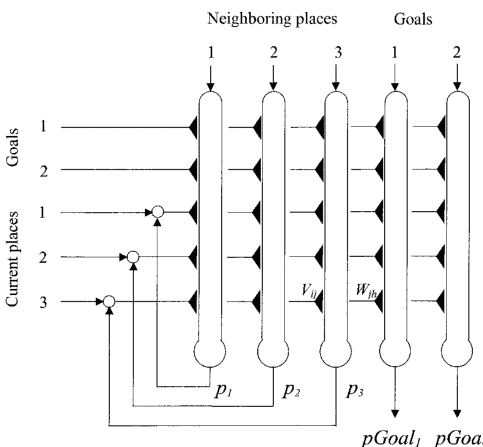 Neighboring places Goals
1 2 3 1 2
Goals
1
2
Current places
1
2
3
V_ij W_jh
p_1 p_2 p_3
pGoal_1 pGoa